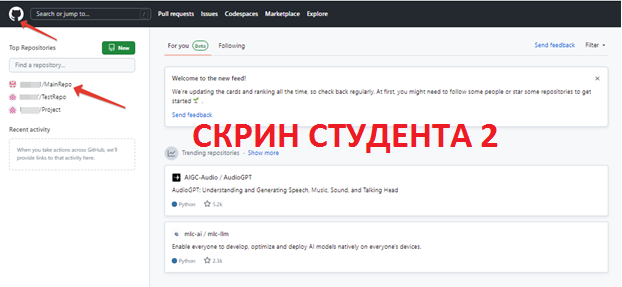 Search or jump to...
/
Pull requests Issues Codespaces Marketplace Explore
Top Repositories
New
Find a repository...
/MainRepo
/TestRepo
/Project
Recent activity
When you take actions across GitHub, we'll
provide links to that activity here.
For you Beta Following
Send feedback Filter
Welcome to the new feed!
We're updating the cards and ranking all the time, so check back regularly. At first, you might need to follow some people or star some repositories to get
started.
Send feedback
СКРИН СТУДЕНТА 2
Trending repositories · Show more
AIGC-Audio / AudioGPT
AudioGPT: Understanding and Generating Speech, Music, Sound, and Talking Head
Python 5.2k
mlc-ai / mlc-llm
Enable everyone to develop, optimize and deploy AI models natively on everyone's devices.
Python 2.3k